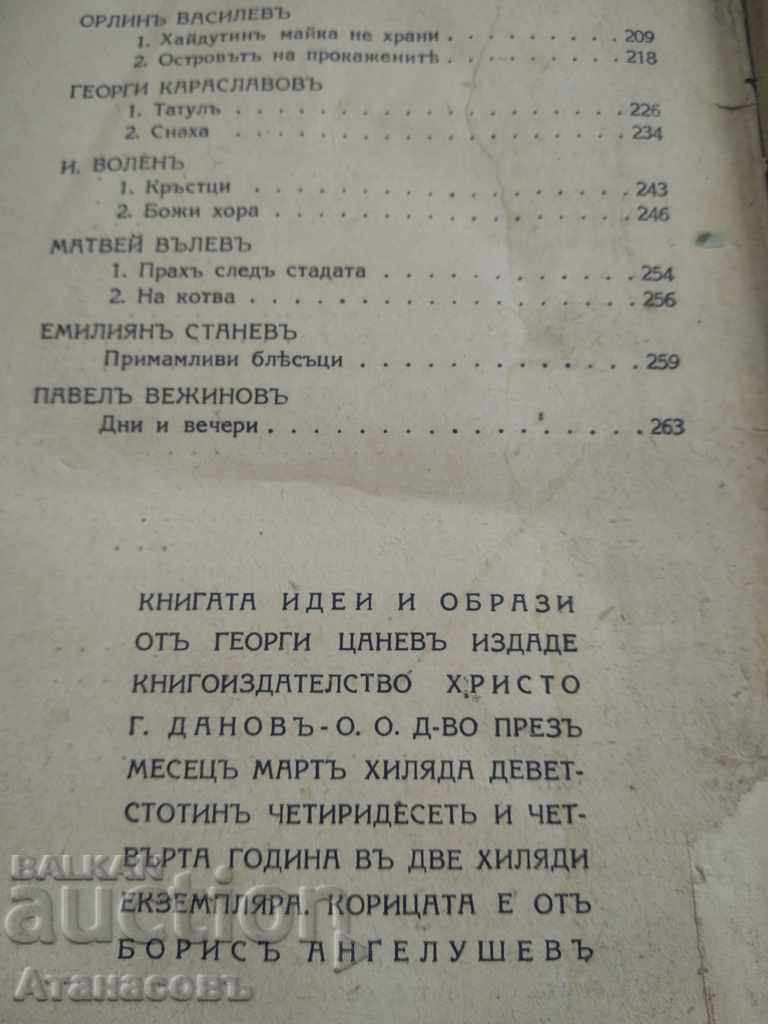 ОРЛИНЪ ВАСИЛЕВЪ
1. Хайдутинъ майка не храни . . . . . . . . . 209
2. Островътъ на прокаженитѣ . . . . . . . . . 218
ГЕОРГИ КАРАСЛАВОВЪ
1. Татулъ . . . . . . . . . . . . . . . . . 226
2. Снаха . . . . . . . . . . . . . . . . . 234
И. ВОЛЕНЪ
1. Кръстци . . . . . . . . . . . . . . . . 243
2. Божи хора . . . . . . . . . . . . . . . 246
МАТВЕЙ ВЪЛЕВЪ
1. Прахъ следъ стадата . . . . . . . . . . . 254
2. На котва . . . . . . . . . . . . . . . . 256
ЕМИЛИЯНЪ СТАНЕВЪ
Примамливи блѣсъци . . . . . . . . . . . . . 259
ПАВЕЛЪ ВЕЖИНОВЪ
Дни и вечери . . . . . . . . . . . . . . . . 263
КНИГАТА ИДЕИ И ОБРАЗИ
ОТЪ ГЕОРГИ ЦАНЕВЪ ИЗДАДЕ
КНИГОИЗДАТЕЛСТВО ХРИСТО
Г. ДАНОВЪ - О. О. Д-ВО ПРЕЗЪ
МЕСЕЦЪ МАРТЪ ХИЛЯДА ДЕВЕТ-
СТОТИНЪ ЧЕТИРИДЕСЕТЬ И ЧЕТ-
ВЪРТА ГОДИНА ВЪ ДВЕ ХИЛЯДИ
ЕКЗЕМПЛЯРА. КОРИЦАТА Е ОТЪ
БОРИСЪ АНГЕЛУШЕВЪ
BALKAN
auction
Атанасовъ